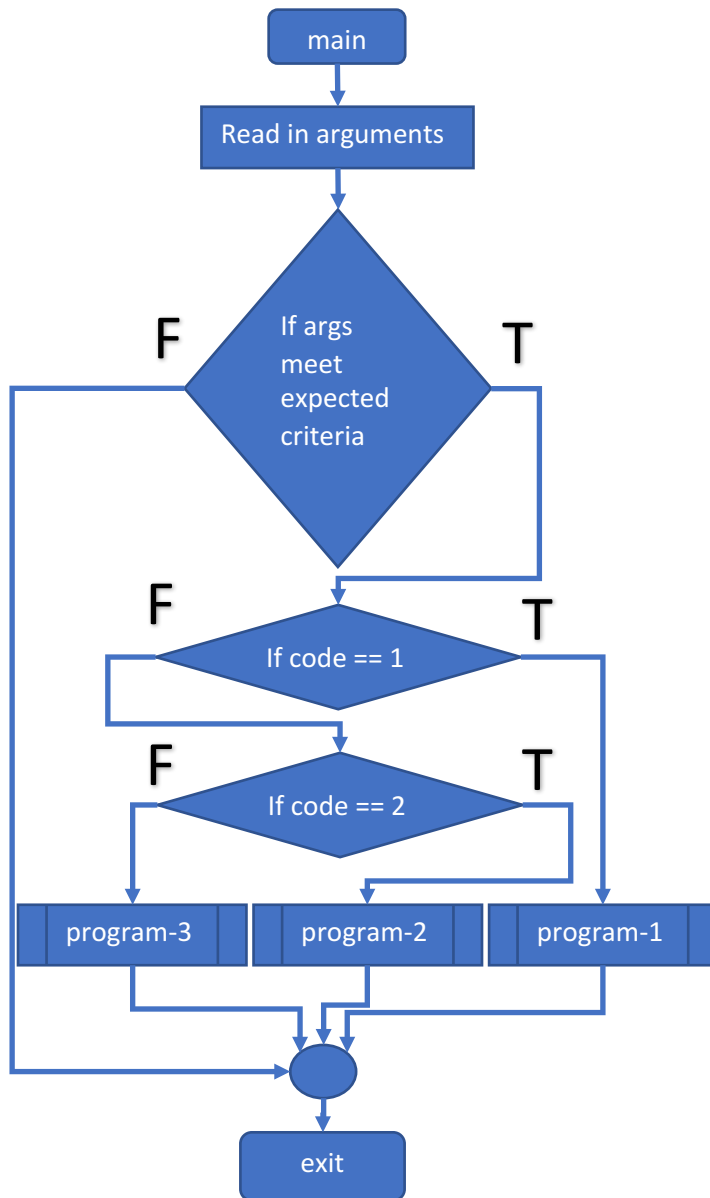 main
Read in arguments
If args
meet
expected
criteria
F
T
If code == 1
F
T
If code == 2
F
T
program-3
program-2
program-1
exit